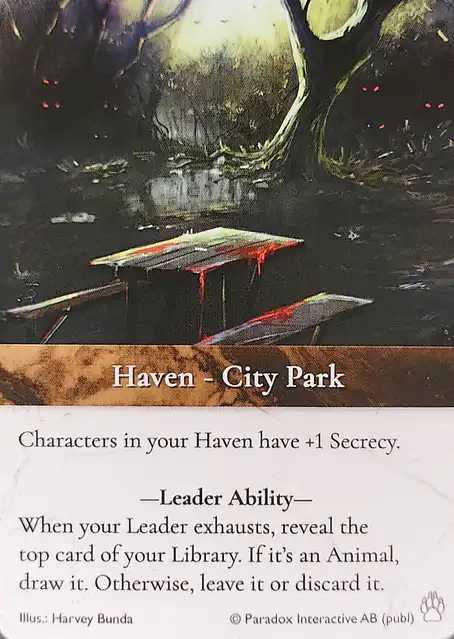 Haven - City Park
Characters in your Haven have +1 Secrecy.
—Leader Ability—
When your Leader exhausts, reveal the
top card of your Library. If it's an Animal,
draw it. Otherwise, leave it or discard it.
Illus.: Harvey Bunda
© Paradox Interactive AB (publ)